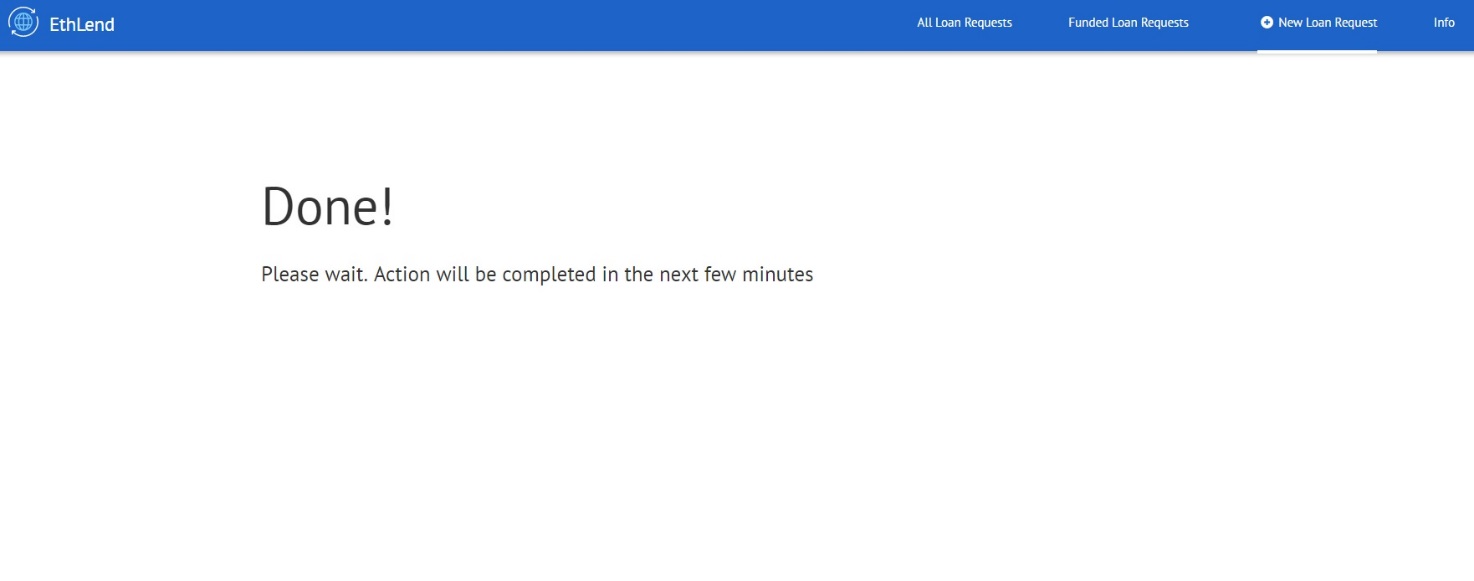 EthLend All Loan Requests Funded Loan Requests New Loan Request Info
Done!
Please wait. Action will be completed in the next few minutes